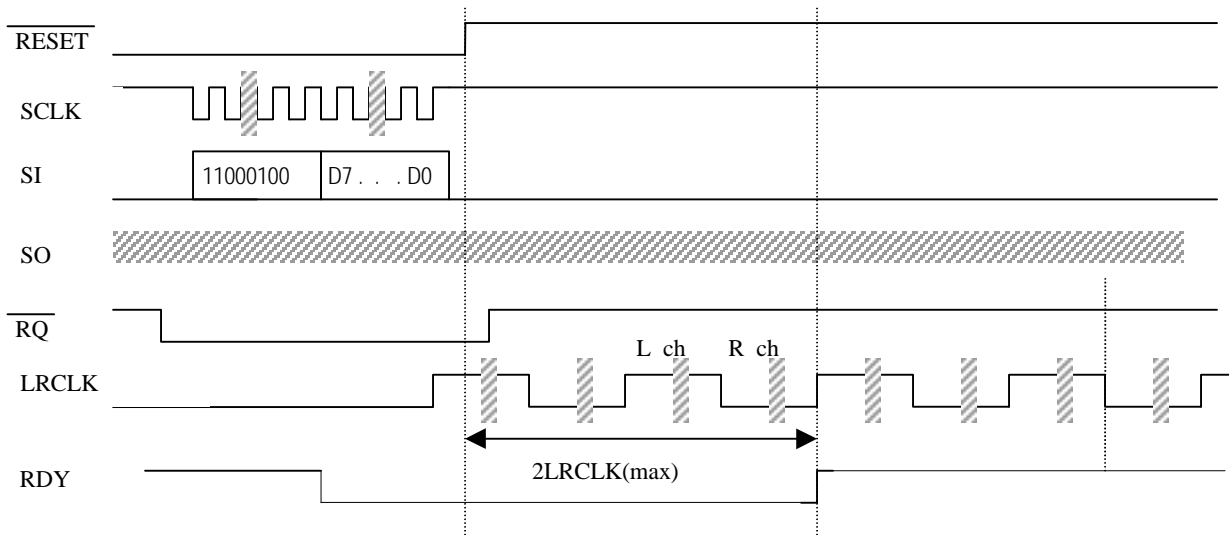 RESET
SCLK
SI 11000100 D7 . . . D0
SO
RQ
L ch R ch
LRCLK
2LRCLK(max)
RDY